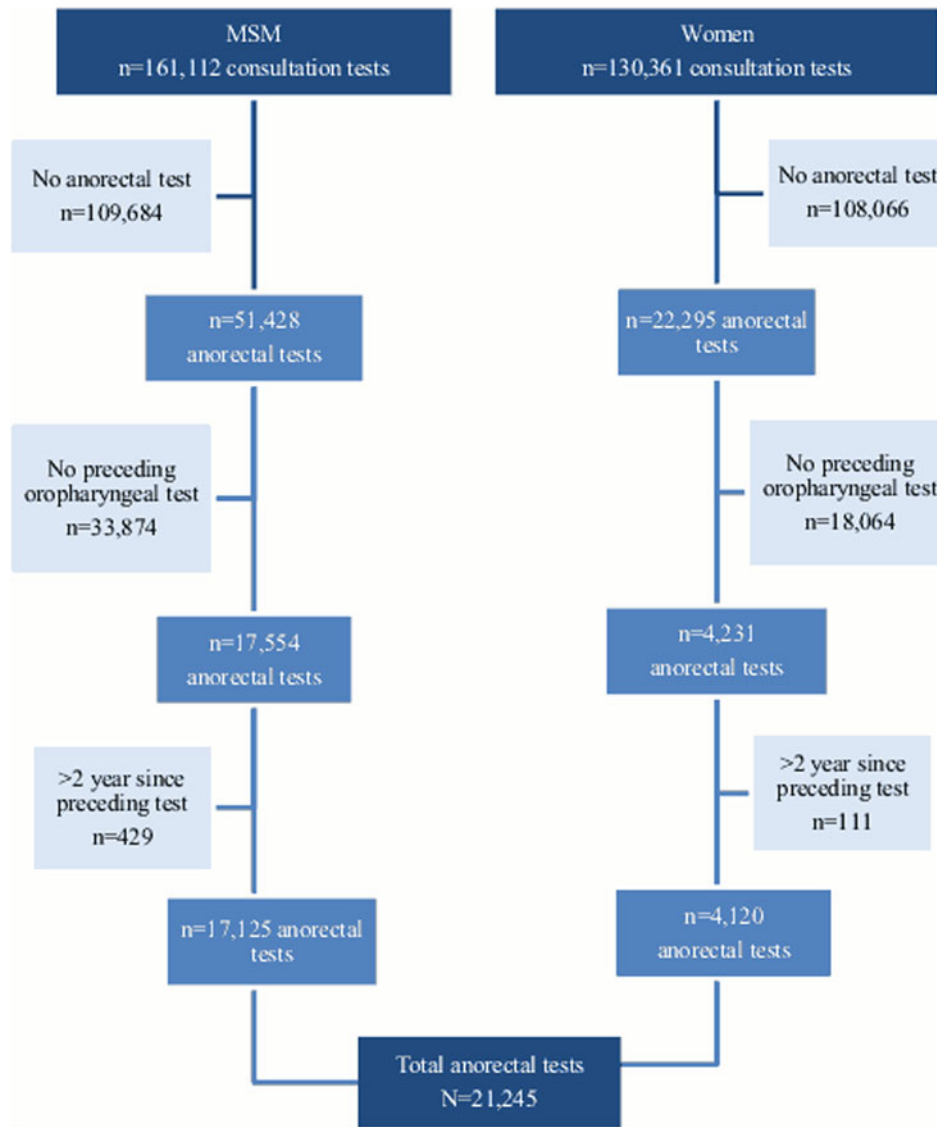 MSM
n=161,112 consultation tests
Women
n=130,361 consultation tests
No anorectal test
n=109,684
No anorectal test
n=108,066
n=51,428
anorectal tests
n=22,295 anorectal
tests
No preceding
oropharyngeal test
n=33,874
No preceding
oropharyngeal test
n=18,064
n=17,554
anorectal tests
n=4,231
anorectal tests
>2 year since
preceding test
n=429
>2 year since
preceding test
n=111
n=17,125 anorectal
tests
n=4,120
anorectal tests
Total anorectal tests
N=21,245